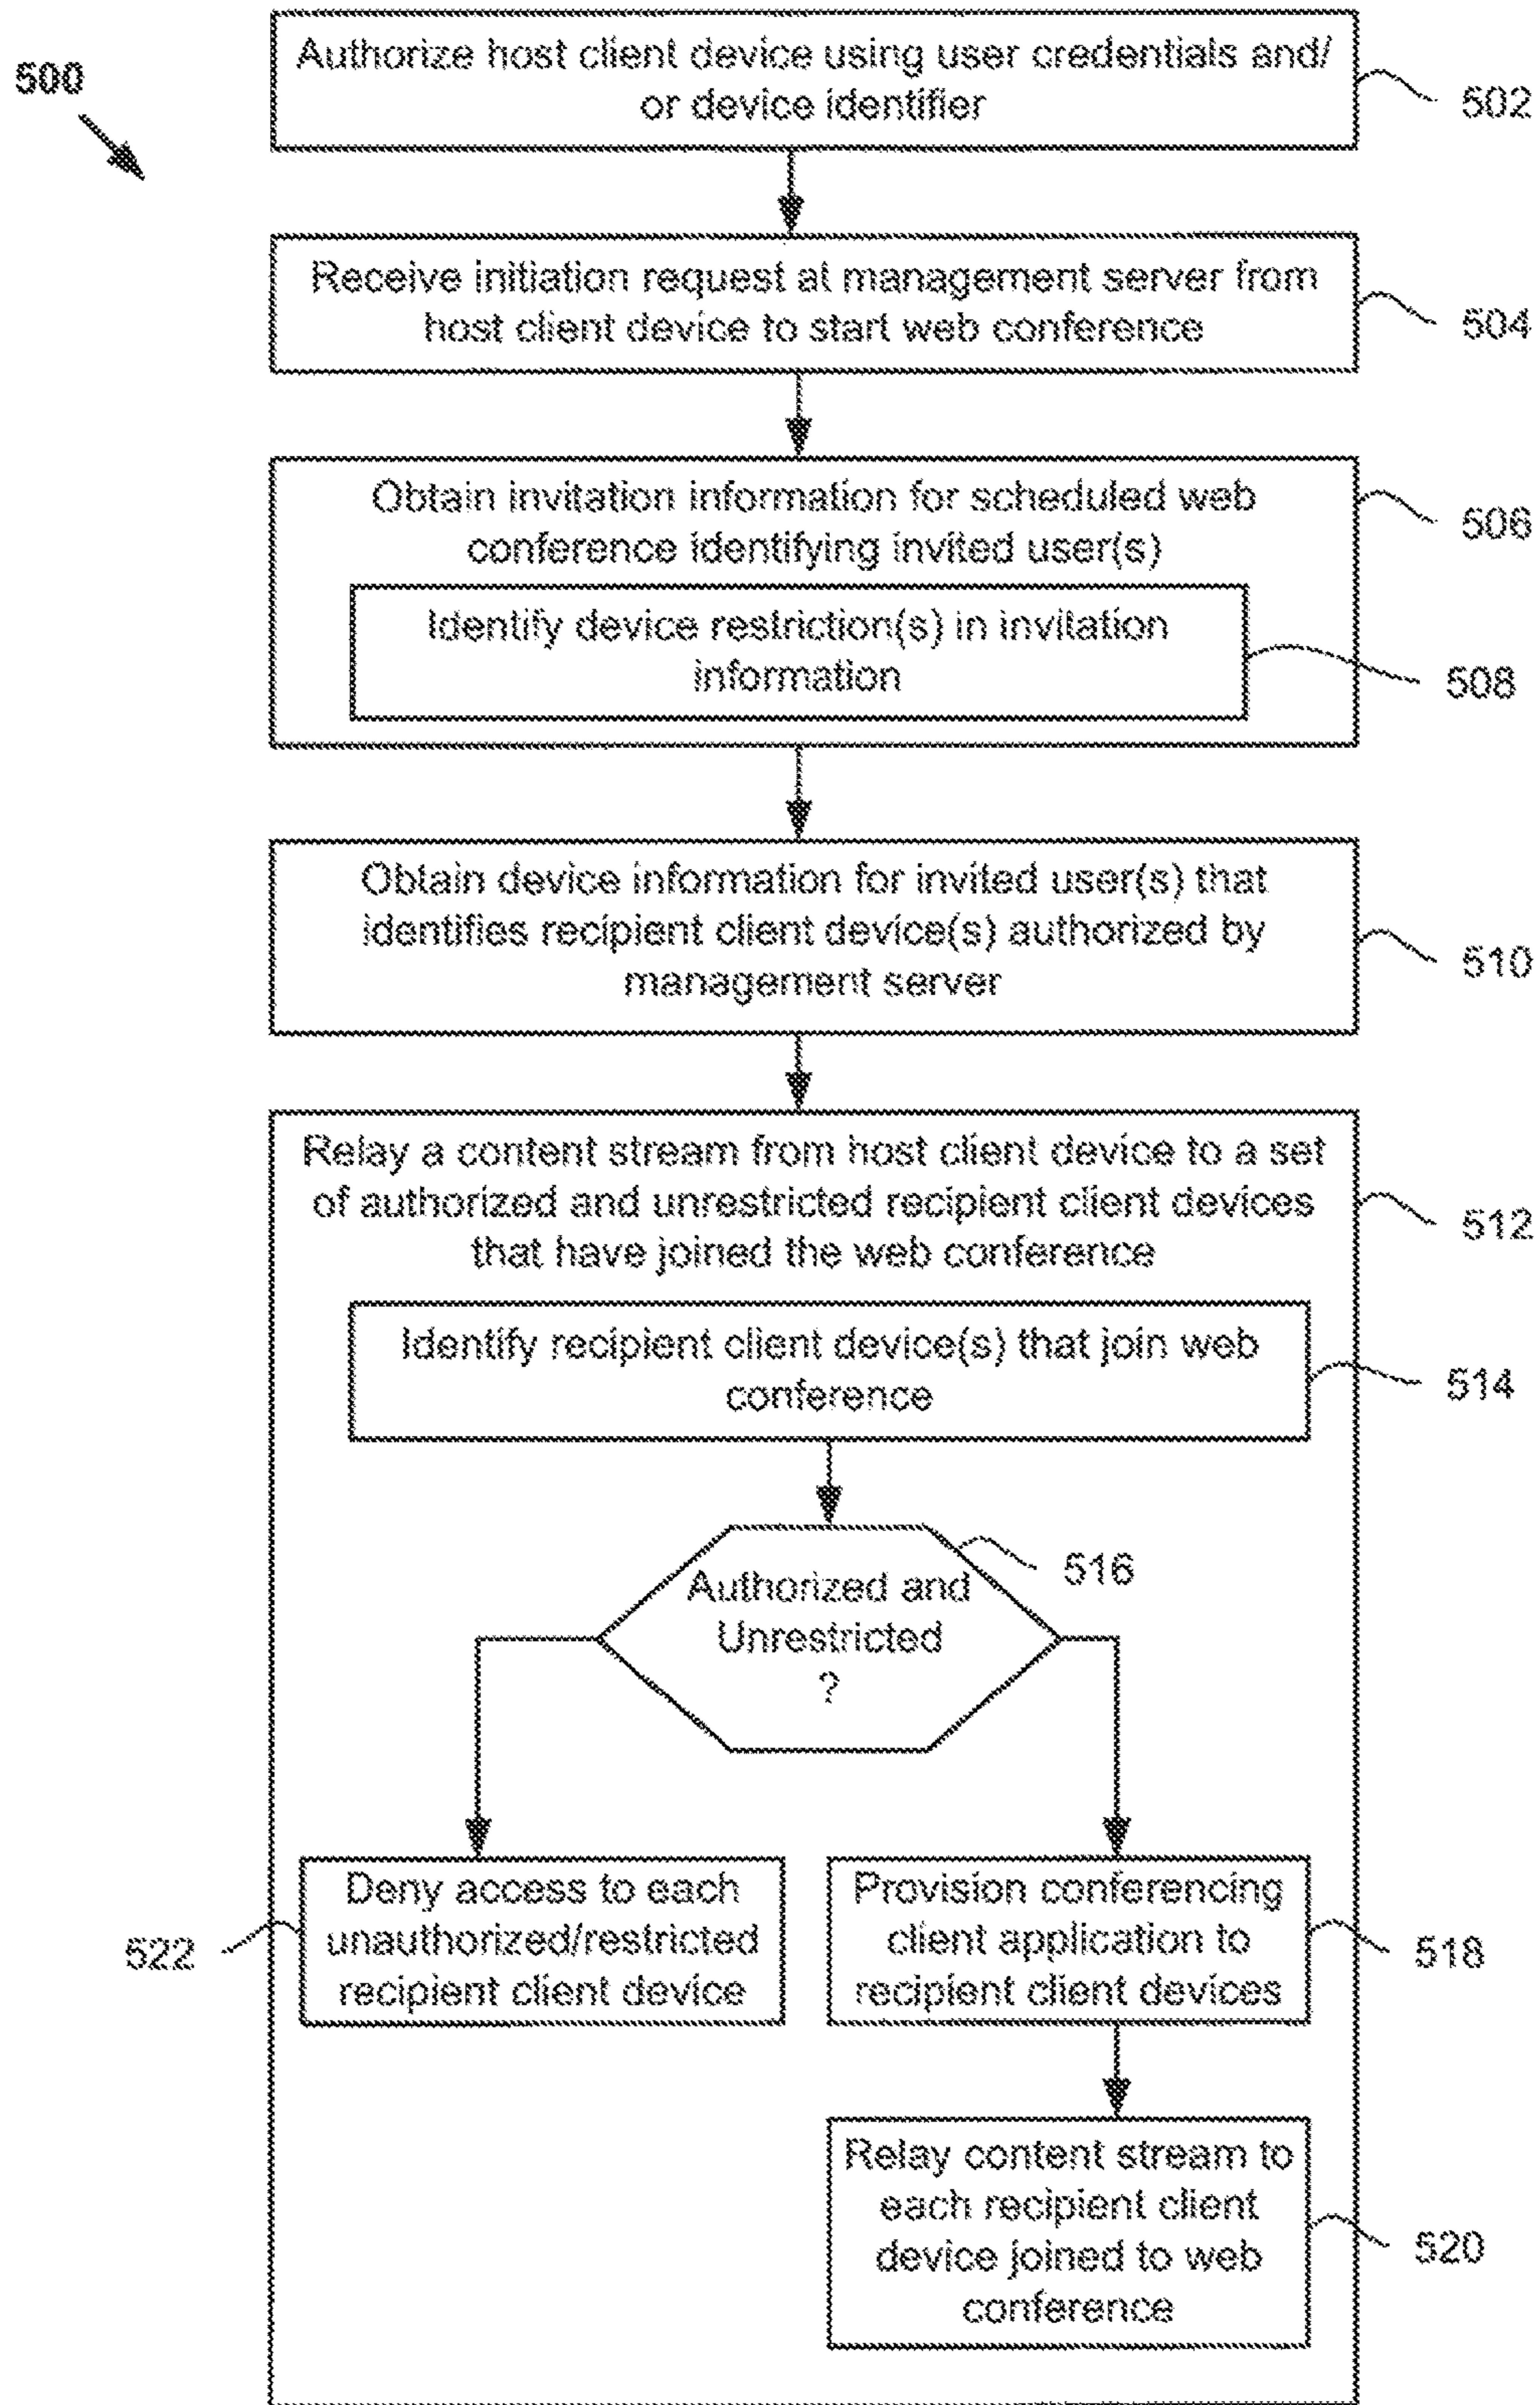 500
Authorize host client device using user credentials and/
or device identifier
502
Receive initiation request at management server from
host client device to start web conference
504
Obtain invitation information for scheduled web
conference identifying invited user(s)
506
Identify device restriction(s) in invitation
information
508
Obtain device information for invited user(s) that
identifies recipient client device(s) authorized by
management server
510
Relay a content stream from host client device to a set
of authorized and unrestricted recipient client devices
that have joined the web conference
512
Identify recipient client device(s) that join web
conference
514
Authorized and
Unrestricted
?
516
Deny access to each
unauthorized/restricted
recipient client device
522
Provision conferencing
client application to
recipient client devices
518
Relay content stream to
each recipient client
device joined to web
conference
520